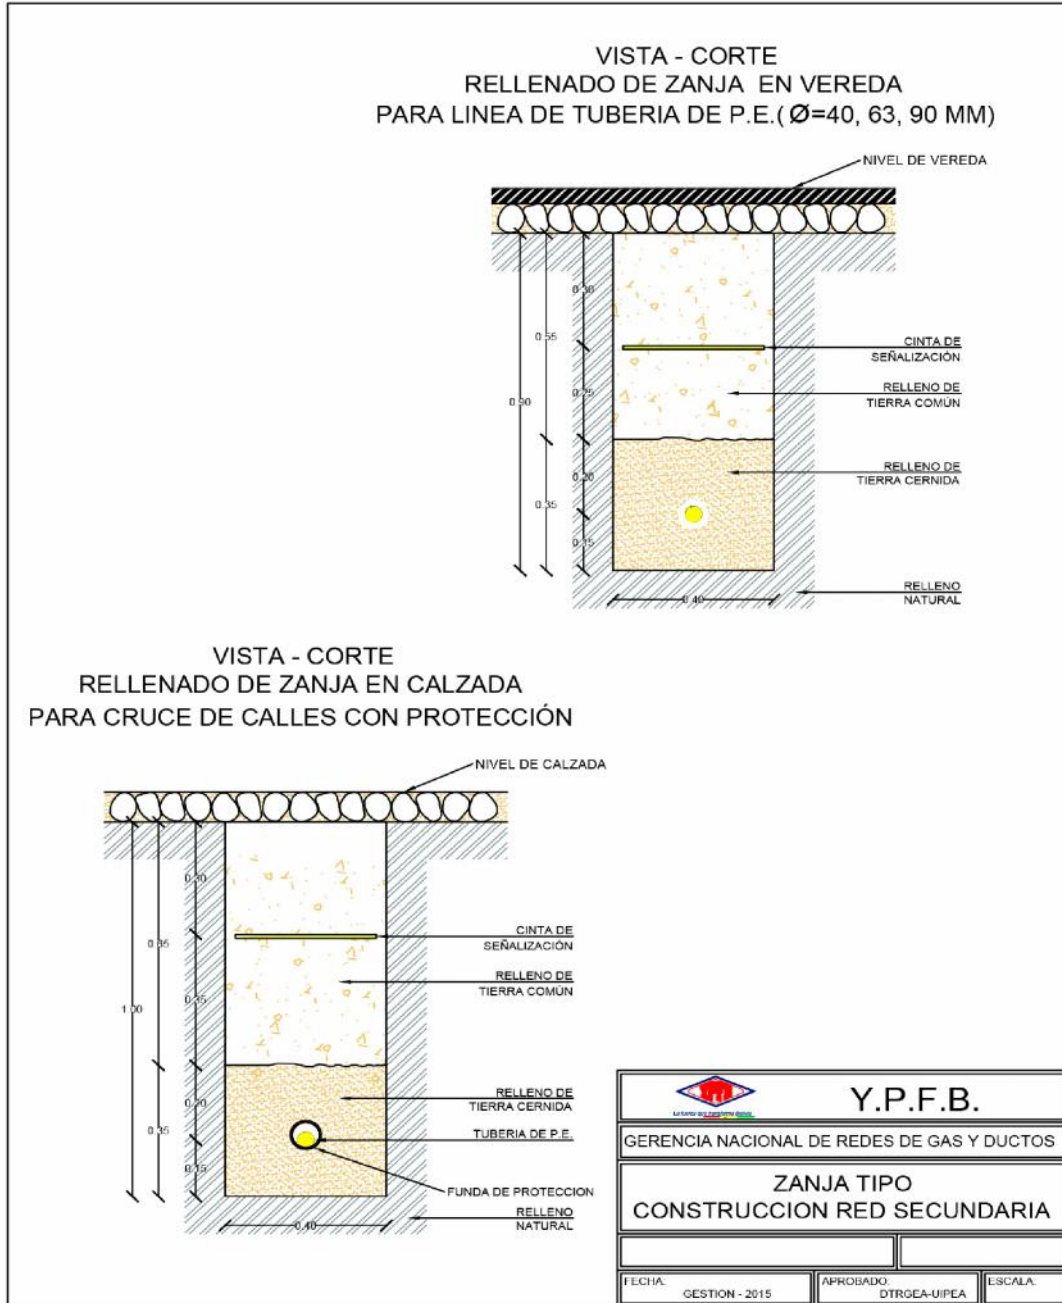 VISTA - CORTE
RELLENADO DE ZANJA EN VEREDA
PARA LINEA DE TUBERIA DE P.E.( Ø=40, 63, 90 MM)
NIVEL DE VEREDA
0.30
0.55
CINTA DE
SEÑALIZACIÓN
0.25
RELLENO DE
TIERRA COMÚN
0.90
RELLENO DE
TIERRA CERNIDA
0.20
0.35
0.15
RELLENO
NATURAL
0.40
VISTA - CORTE
RELLENADO DE ZANJA EN CALZADA
PARA CRUCE DE CALLES CON PROTECCIÓN
NIVEL DE CALZADA
0.30
CINTA DE
SEÑALIZACIÓN
RELLENO DE
TIERRA COMÚN
0.35
1.00
RELLENO DE
TIERRA CERNIDA
0.20
0.35
TUBERIA DE P.E.
0.15
FUNDA DE PROTECCION
RELLENO
NATURAL
0.40
Y.P.F.B.
GERENCIA NACIONAL DE REDES DE GAS Y DUCTOS
ZANJA TIPO
CONSTRUCCION RED SECUNDARIA
FECHA:
GESTION - 2015
APROBADO:
DTRGEA-UIPEA
ESCALA: